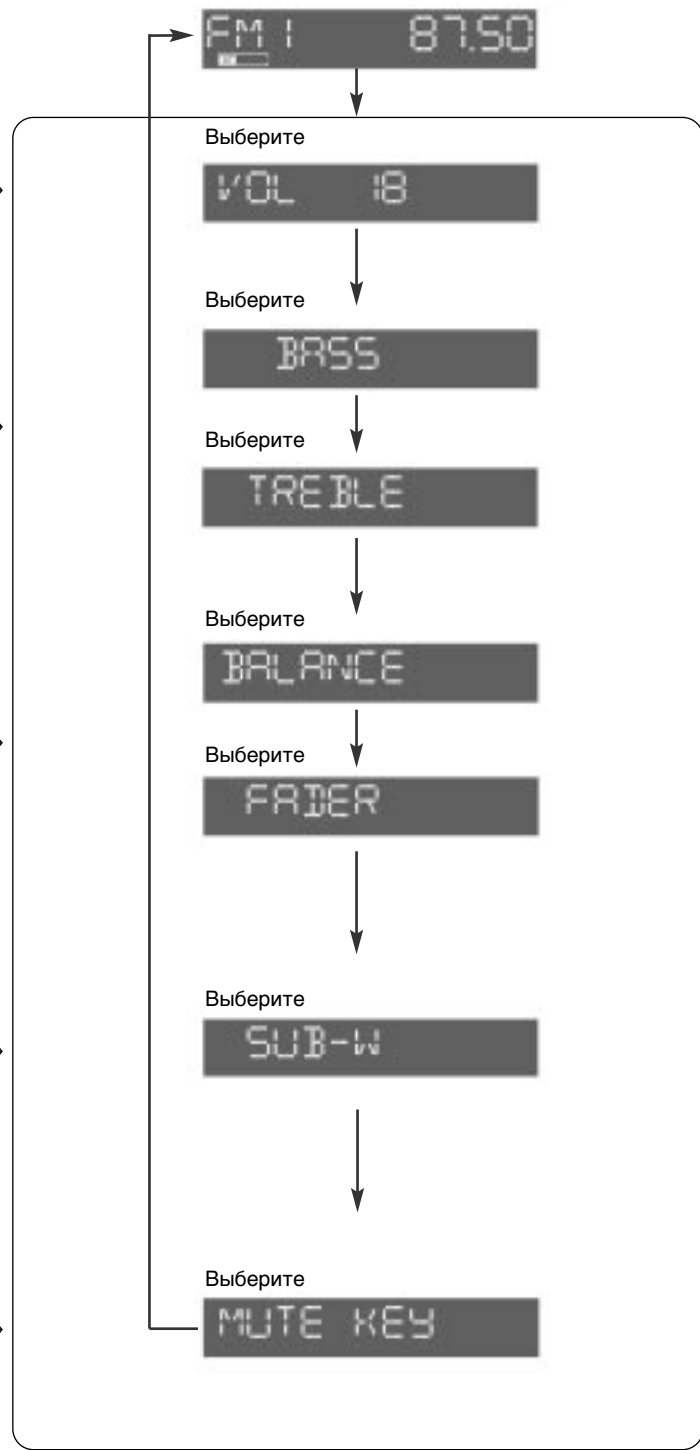 FM 1 87.50
Выберите
VOL 18
Выберите
BASS
Выберите
TREBLE
Выберите
BALANCE
Выберите
FADER
Выберите
SUB-W
Выберите
MUTE KEY